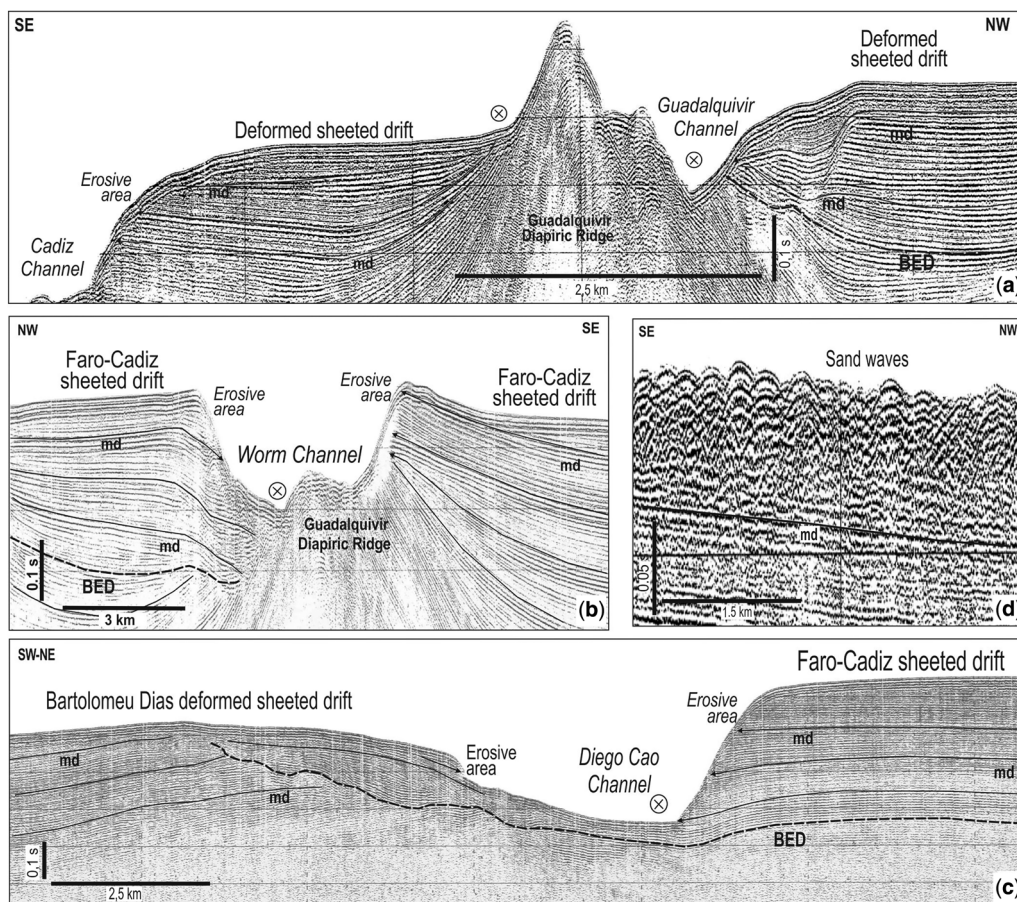 SE
NW
Deformed
sheeted drift
Guadalquivir
Channel
Deformed sheeted drift
md
Erosive
area
md
md
Cadiz
Channel
Guadalquivir
Diapiric Ridge
md
0,1 s
BED
2,5 km
(a)
NW
SE
Faro-Cadiz
sheeted drift
Erosive
area
Erosive
area
Faro-Cadiz
sheeted drift
md
Worm Channel
md
Guadalquivir
Diapiric Ridge
md
0.1 s
BED
3 km
(b)
SE
NW
Sand waves
md
0.05 s
1.5 km
(d)
SW-NE
Faro-Cadiz sheeted drift
Bartolomeu Dias deformed sheeted drift
Erosive
area
md
md
Erosive
area
Diego Cao
Channel
md
md
BED
0,1 s
2,5 km
(c)